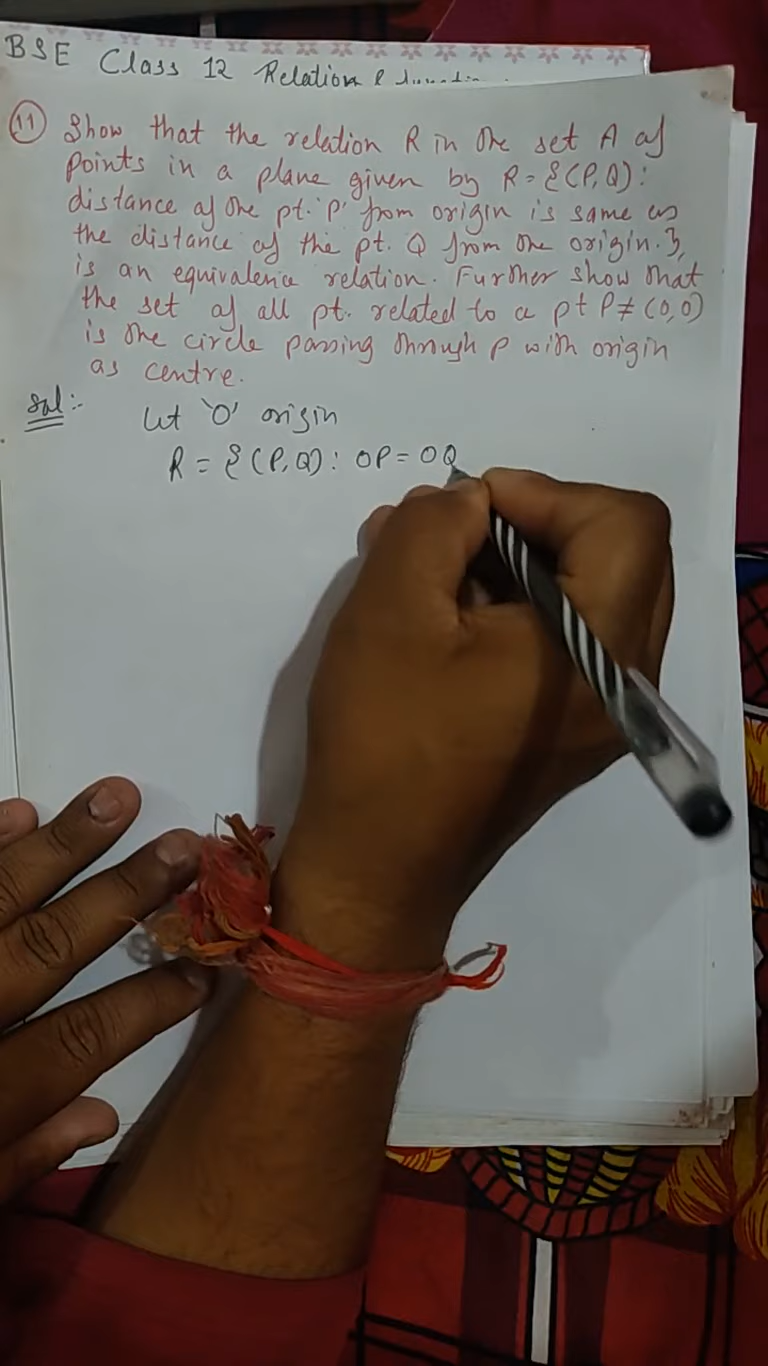 BSE Class 12 Relation &
11 Show that the relation R in the set A of
points in a plane given by R = {(P, Q) :
distance of the pt. 'P' from origin is same as
the distance of the pt. Q from the origin.},
is an equivalence relation. Further show that
the set of all pt. related to a pt P ≠ (0,0)
is the circle passing through P with origin
as centre.
Sol :- Let 'O' origin
R = {(P, Q) : OP = OQ